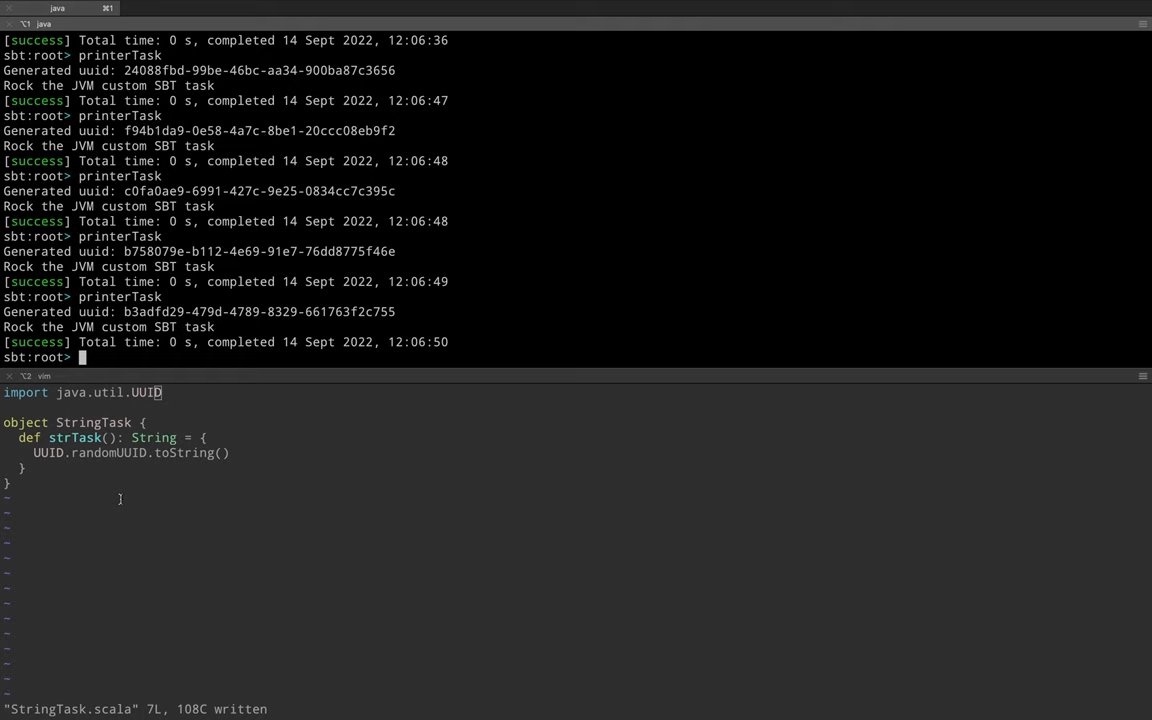 java ⌘1
⌥1 java
[success] Total time: 0 s, completed 14 Sept 2022, 12:06:36
sbt:root> printerTask
Generated uuid: 24088fbd-99be-46bc-aa34-900ba87c3656
Rock the JVM custom SBT task
[success] Total time: 0 s, completed 14 Sept 2022, 12:06:47
sbt:root> printerTask
Generated uuid: f94b1da9-0e58-4a7c-8be1-20ccc08eb9f2
Rock the JVM custom SBT task
[success] Total time: 0 s, completed 14 Sept 2022, 12:06:48
sbt:root> printerTask
Generated uuid: c0fa0ae9-6991-427c-9e25-0834cc7c395c
Rock the JVM custom SBT task
[success] Total time: 0 s, completed 14 Sept 2022, 12:06:48
sbt:root> printerTask
Generated uuid: b758079e-b112-4e69-91e7-76dd8775f46e
Rock the JVM custom SBT task
[success] Total time: 0 s, completed 14 Sept 2022, 12:06:49
sbt:root> printerTask
Generated uuid: b3adfd29-479d-4789-8329-661763f2c755
Rock the JVM custom SBT task
[success] Total time: 0 s, completed 14 Sept 2022, 12:06:50
sbt:root>
⌥2 vim
import java.util.UUID
object StringTask {
  def strTask(): String = {
    UUID.randomUUID.toString()
  }
}
~
~
~
~
~
~
~
~
~
~
~
~
~
~
"StringTask.scala" 7L, 108C written